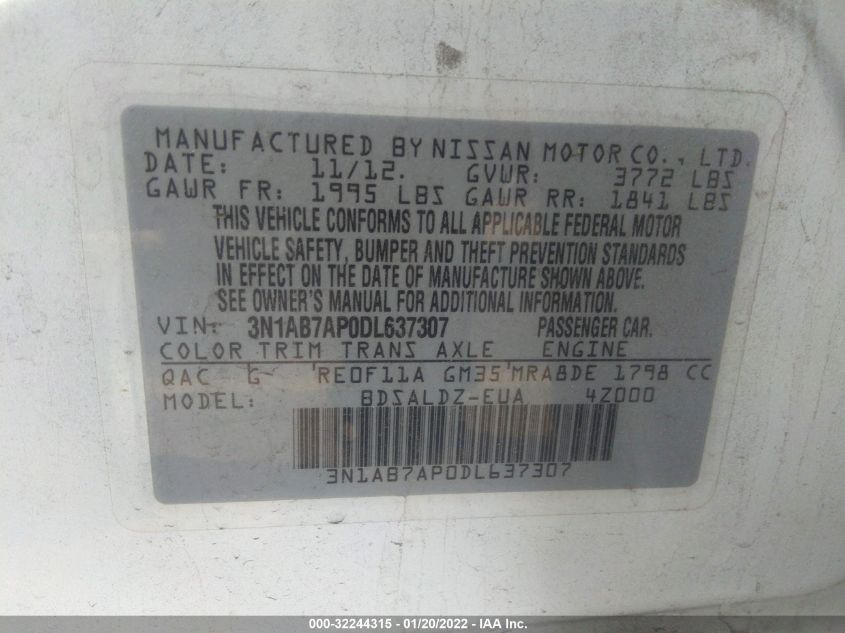 MANUFACTURED BY NISSAN MOTOR CO., LTD.
DATE: 11/12. GVWR: 3772 LBS
GAWR FR: 1995 LBS GAWR RR: 1841 LBS
THIS VEHICLE CONFORMS TO ALL APPLICABLE FEDERAL MOTOR
VEHICLE SAFETY, BUMPER AND THEFT PREVENTION STANDARDS
IN EFFECT ON THE DATE OF MANUFACTURE SHOWN ABOVE.
SEE OWNER'S MANUAL FOR ADDITIONAL INFORMATION.
VIN: 3N1AB7AP0DL637307 PASSENGER CAR.
COLOR TRIM TRANS AXLE ENGINE
QAC G RE0F11A GM35 MRA8DE 1798 CC
MODEL: BDSALDZ-EUA 4Z000
3N1AB7AP0DL637307
000-32244315 - 01/20/2022 - IAA Inc.